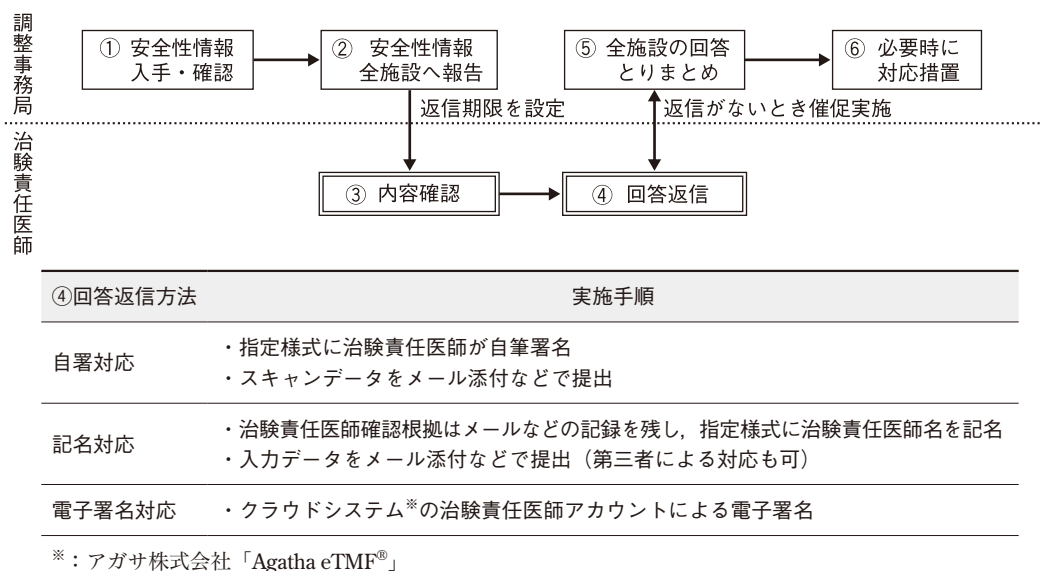 調整事務局
① 安全性情報
入手・確認
② 安全性情報
全施設へ報告
⑤ 全施設の回答
とりまとめ
⑥ 必要時に
対応措置
返信期限を設定
返信がないとき催促実施
治験責任医師
③ 内容確認
④ 回答返信
④回答返信方法 実施手順
自署対応
・指定様式に治験責任医師が自筆署名
・スキャンデータをメール添付などで提出
記名対応
・治験責任医師確認根拠はメールなどの記録を残し，指定様式に治験責任医師名を記名
・入力データをメール添付などで提出（第三者による対応も可）
電子署名対応 ・クラウドシステム※の治験責任医師アカウントによる電子署名
※：アガサ株式会社「Agatha eTMF®」